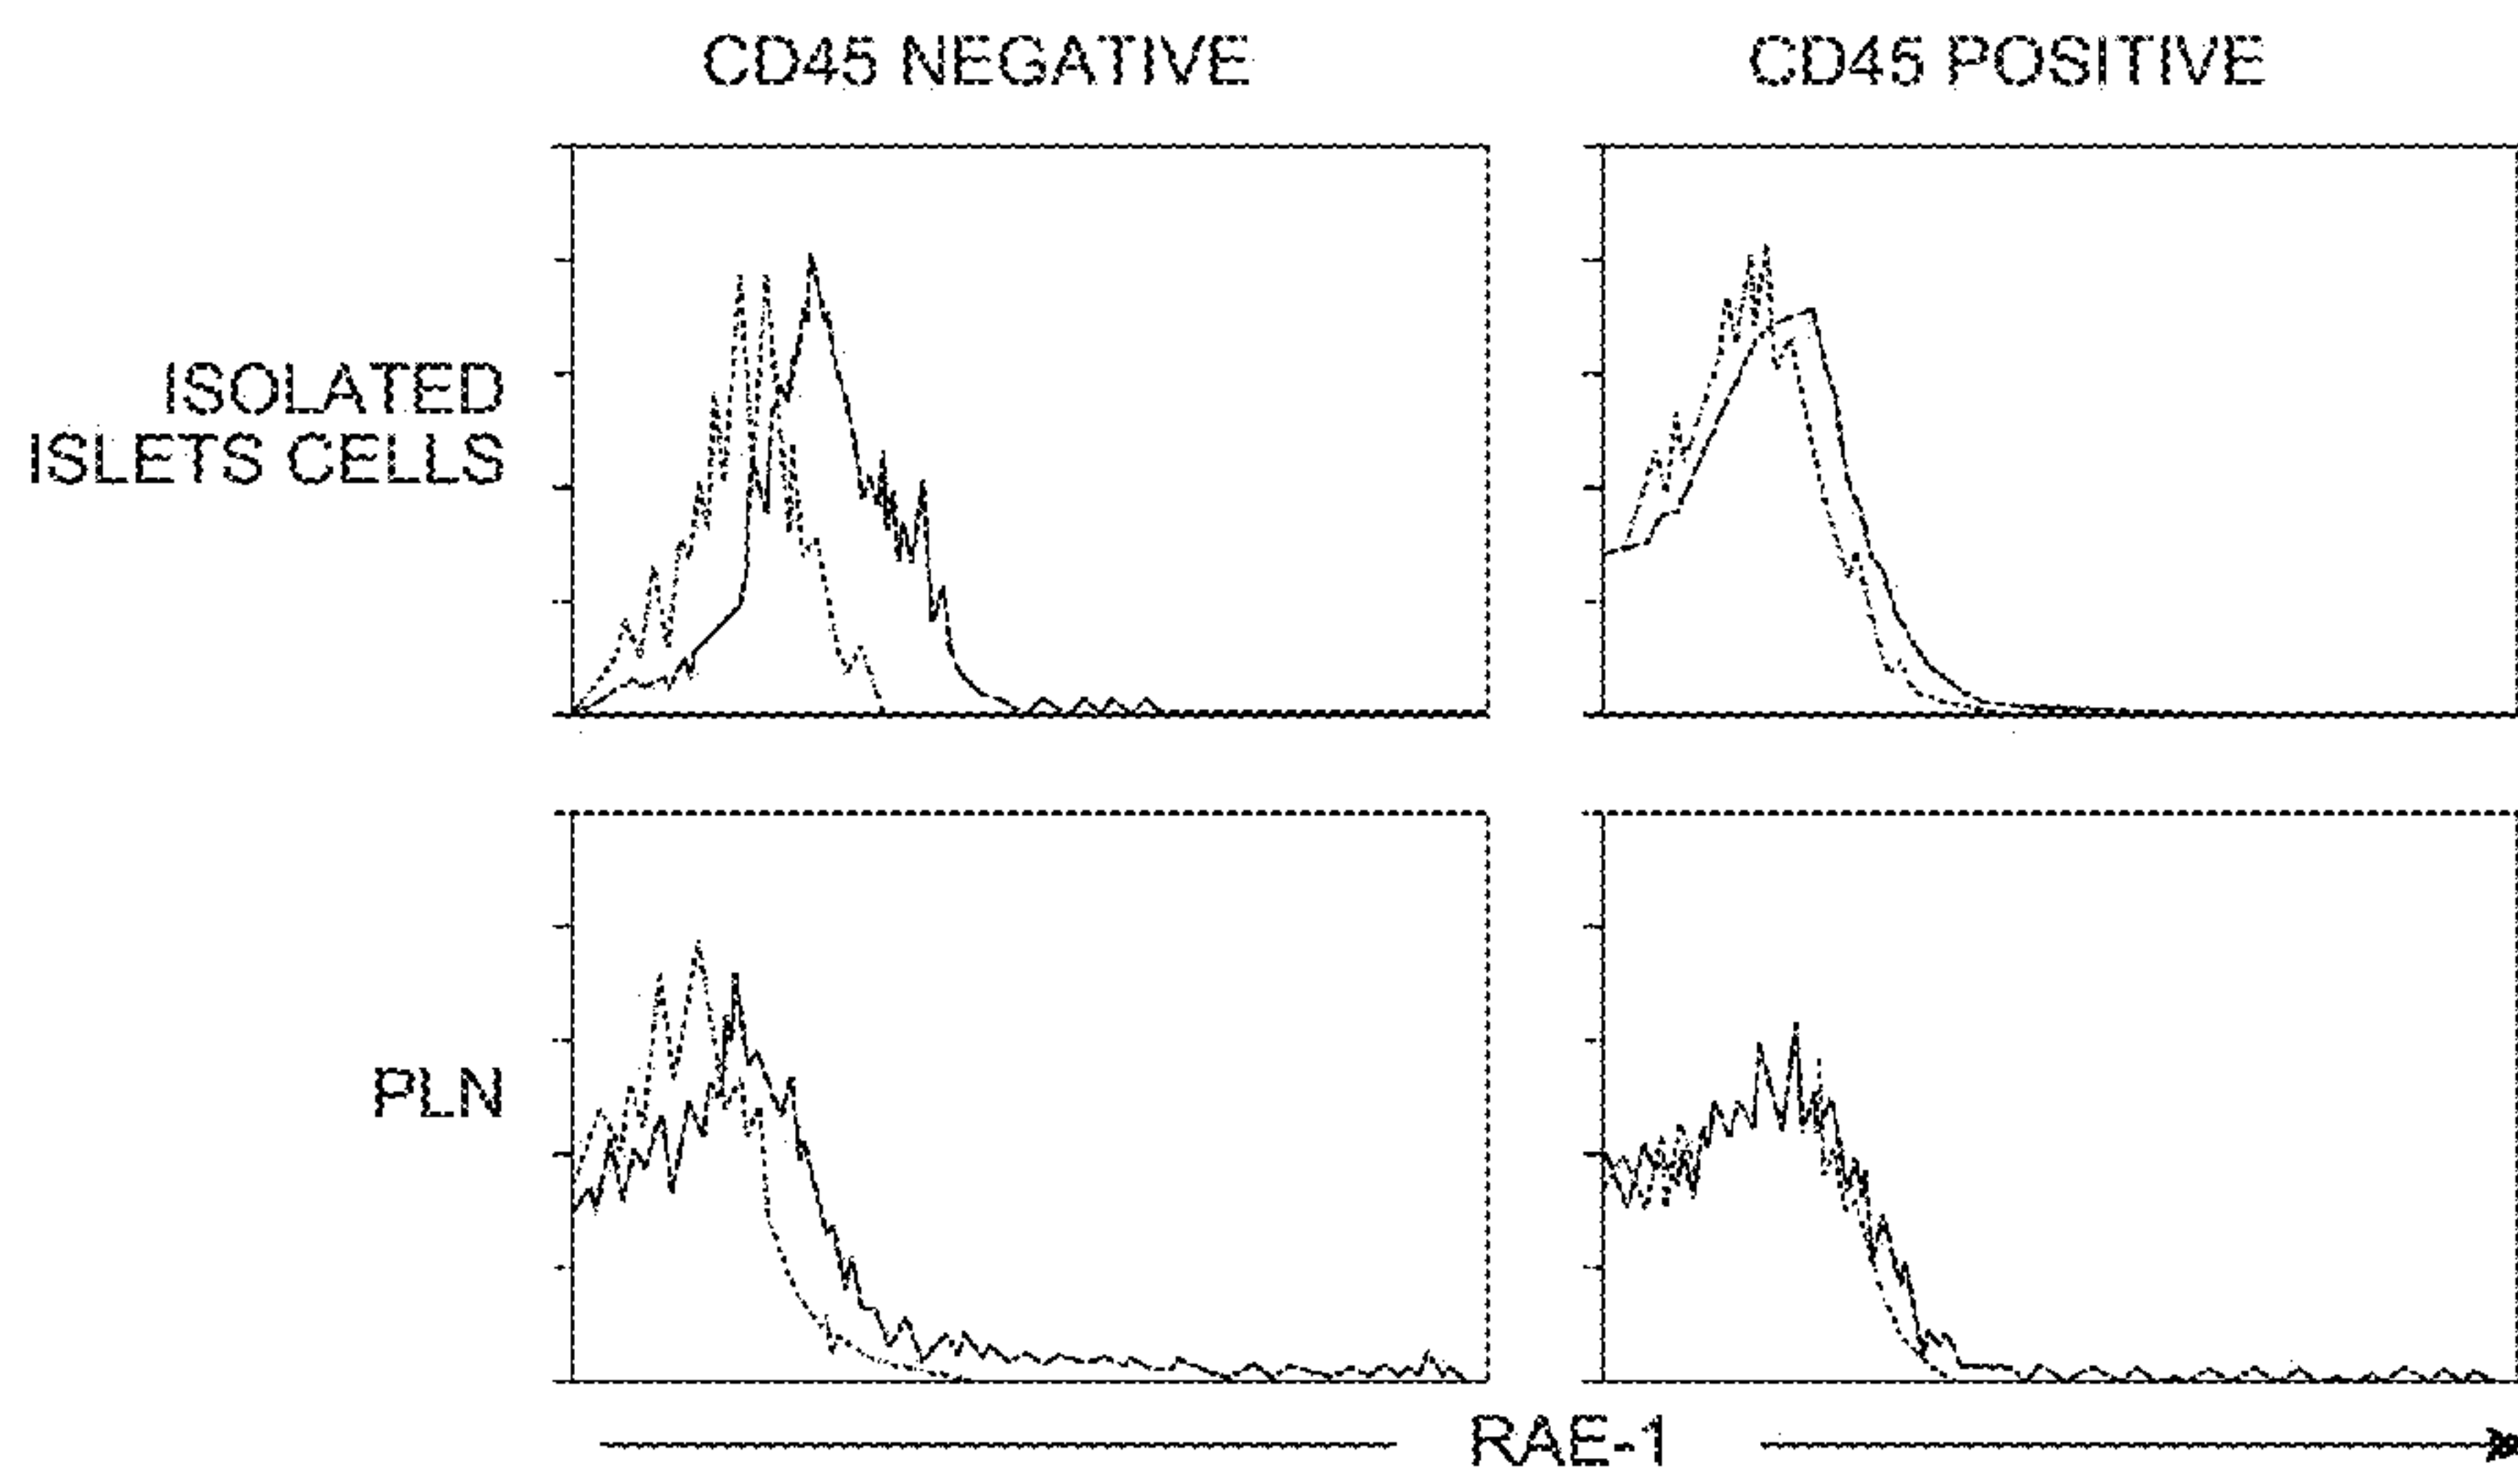 CD45 NEGATIVE
CD45 POSITIVE
ISOLATED
ISLETS CELLS
PLN
RAE-1